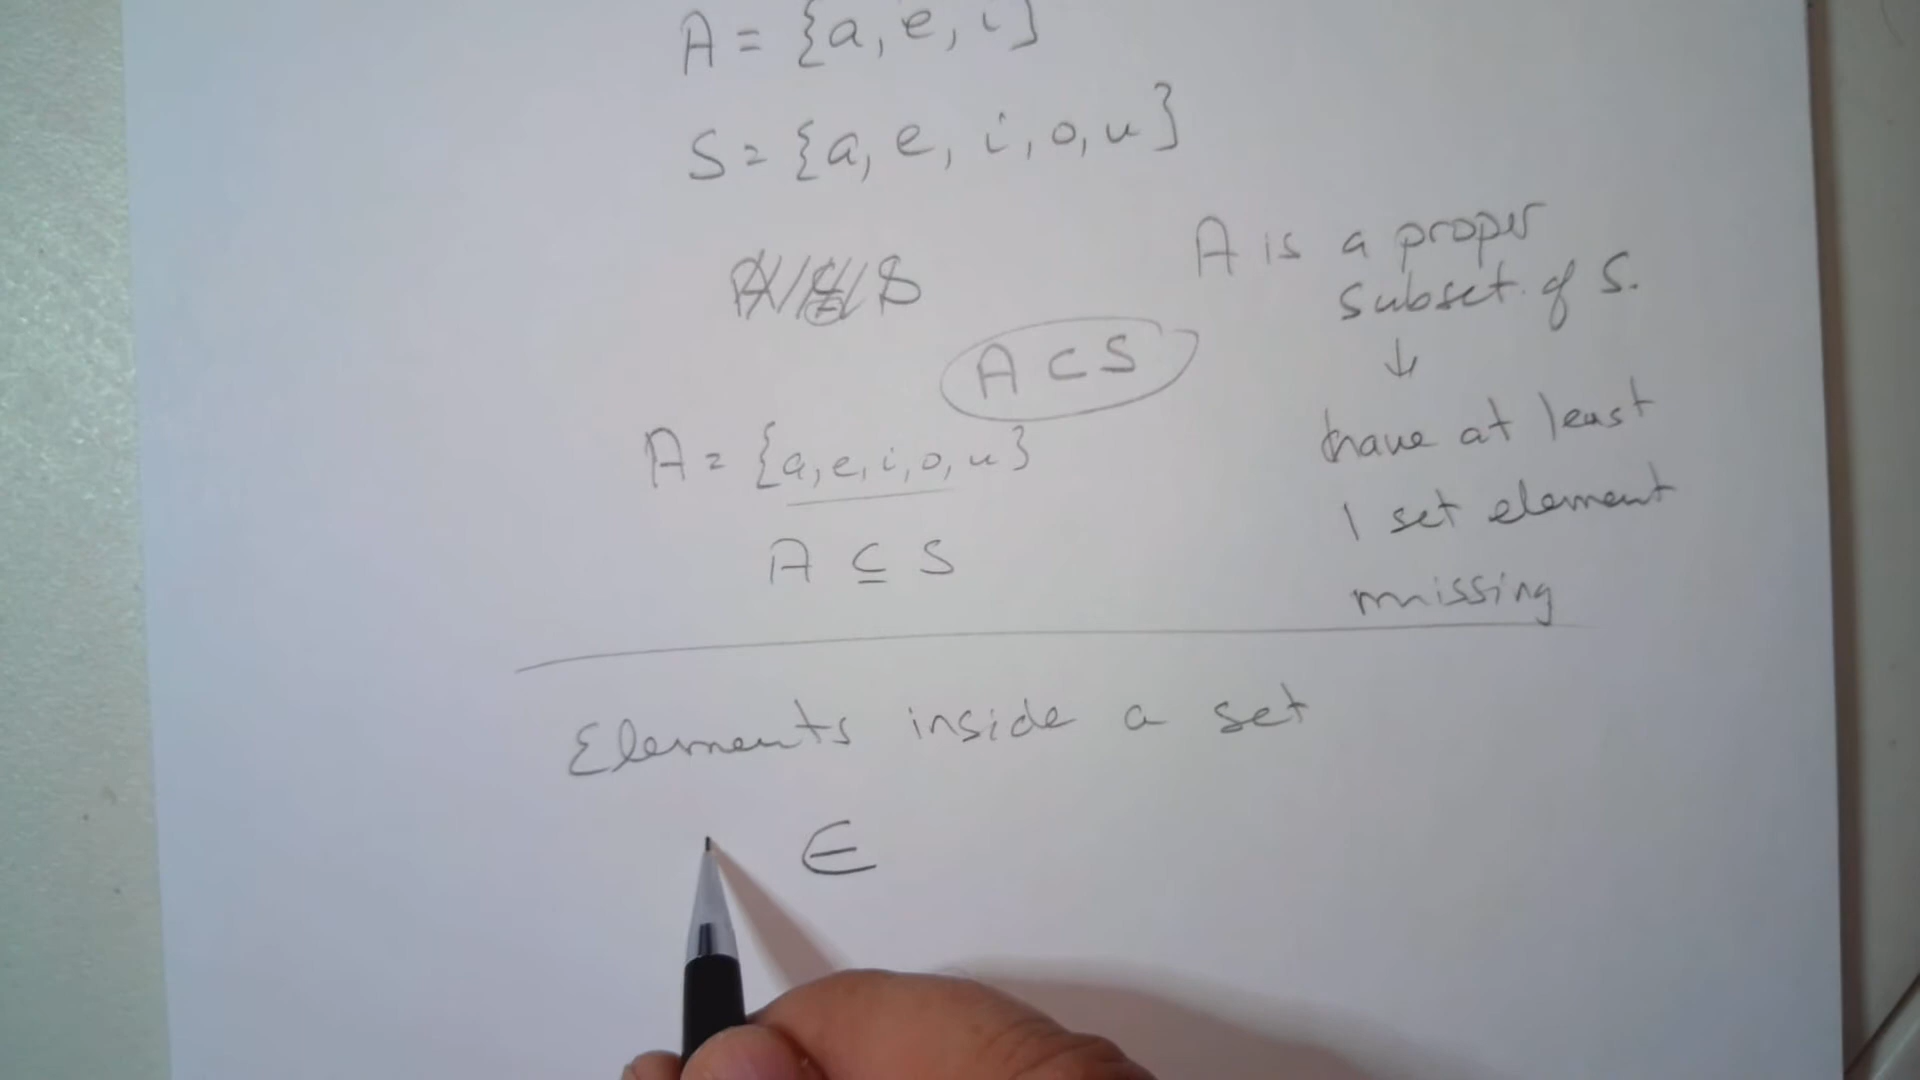 A = {a, e, i}
S = {a, e, i, o, u}
A is a proper
subset of S.
A ⊂ S
↓
have at least
A = {a, e, i, o, u}
1 set element
A ⊆ S
missing
Elements inside a set
∈